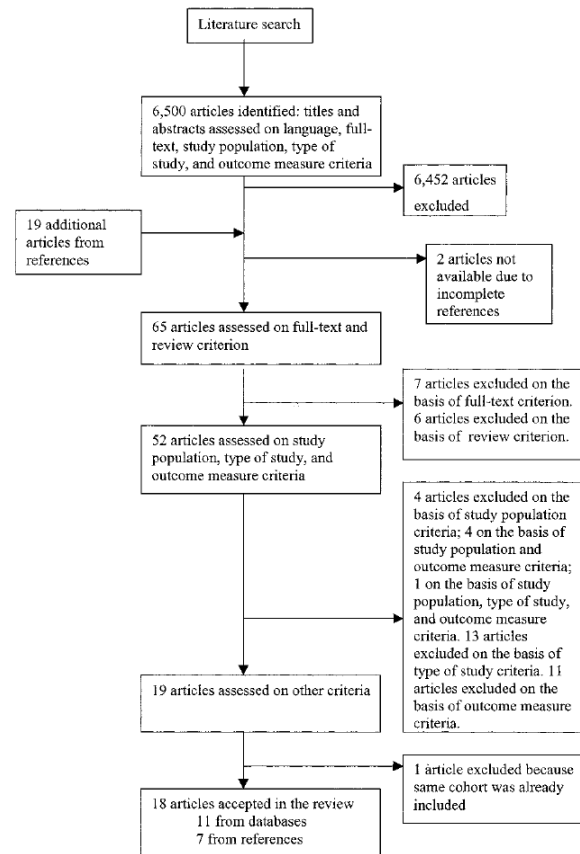 Literature search
6,500 articles identified: titles and
abstracts assessed on language, full-
text, study population, type of
study, and outcome measure criteria
6,452 articles
excluded
19 additional
articles from
references
2 articles not
available due to
incomplete
references
65 articles assessed on full-text and
review criterion
7 articles excluded on the
basis of full-text criterion.
6 articles excluded on the
basis of review criterion.
52 articles assessed on study
population, type of study, and
outcome measure criteria
4 articles excluded on the
basis of study population
criteria; 4 on the basis of
study population and
outcome measure criteria;
1 on the basis of study
population, type of study,
and outcome measure
criteria. 13 articles
excluded on the basis of
type of study criteria. 11
articles excluded on the
basis of outcome measure
criteria.
19 articles assessed on other criteria
1 article excluded because
same cohort was already
included
18 articles accepted in the review
11 from databases
7 from references